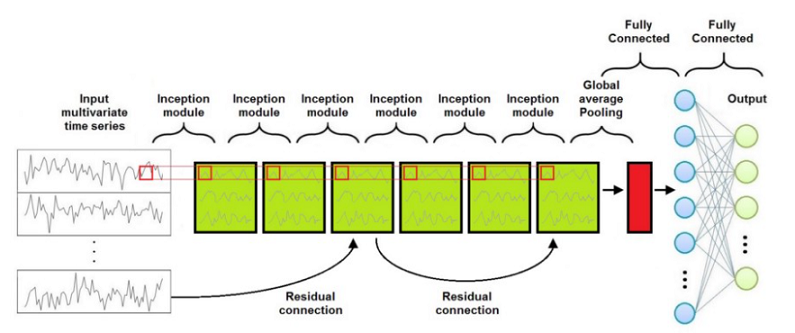 Fully
Connected
Fully
Connected
Input
multivariate
time series
Inception
module
Inception
module
Inception
module
Inception
module
Inception
module
Inception
module
Global
average
Pooling
Output
Residual
connection
Residual
connection